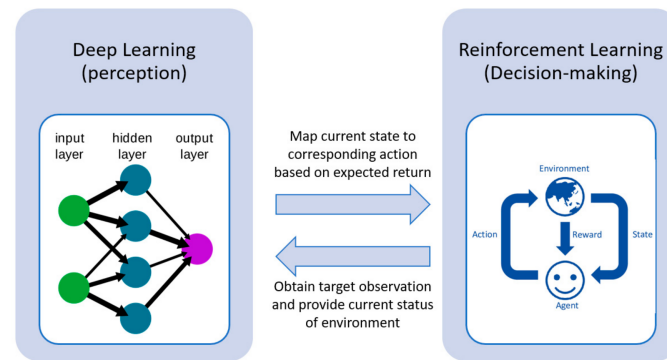 Deep Learning
(perception)
input
layer
hidden
layer
output
layer
Map current state to
corresponding action
based on expected return
Obtain target observation
and provide current status
of environment
Reinforcement Learning
(Decision-making)
Environment
Action
Reward
State
Agent